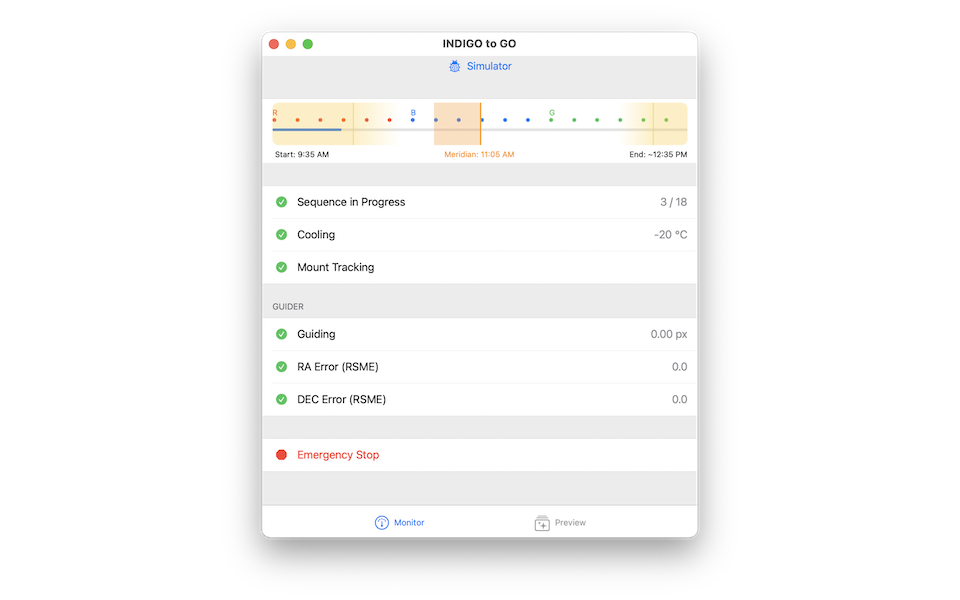 INDIGO to GO
Simulator
R B G
Start: 9:35 AM Meridian: 11:05 AM End: ~12:35 PM
Sequence in Progress 3 / 18
Cooling -20 °C
Mount Tracking
GUIDER
Guiding 0.00 px
RA Error (RSME) 0.0
DEC Error (RSME) 0.0
Emergency Stop
Monitor Preview